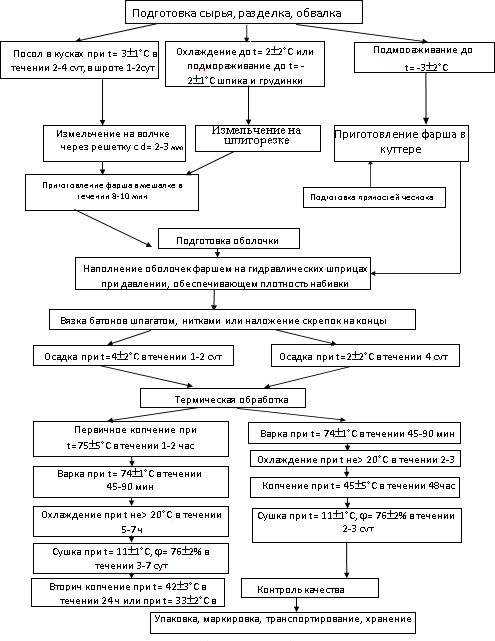 Подготовка сырья, разделка, обвалка
Посол в кусках при t= 3±1˚С в
течении 2-4 сут, в шроте 1-2сут
Охлаждение до t= 2±2˚С или
подмораживание до t= -
2±1˚С шпика и грудинки
Подмораживание до
t= -3±2˚С
Измельчение на волчке
через решетку с d= 2-3 мм
Измельчение на
шпигорезке
Приготовление фарша в
куттере
Приготовление фарша вмешалке в
течении 8-10 мин
Подготовка пряностей чеснока
Подготовка оболочки
Наполнение оболочек фаршем на гидравлических шприцах
при давлении, обеспечивающем плотность набивки
Вязка батонов шпагатом, нитками или наложение скрепок на концы
Осадка при t=4±2˚С в течении 1-2 сут
Осадка при t=2±2˚С в течении 4 сут
Термическая обработка
Первичное копчение при
t=75±5˚С в течении 1-2 час
Варка при t= 74±1˚С в течении
45-90 мин
Охлаждение при t не> 20˚С в течении
5-7 ч
Сушка при t= 11±1˚С, φ= 76±2% в
течении 3-7 сут
Вторич копчение при t= 42±3˚С в
течении 24 ч или при t= 33±2˚С в
Варка при t= 74±1˚С в течении 45-90 мин
Охлаждение при t не> 20˚С в течении 2-3
Копчение при t= 45±5˚С в течении 48час
Сушка при t= 11±1˚С, φ= 76±2% в течении
2-3 сут
Контроль качества
Упаковка, маркировка, транспортирование, хранение